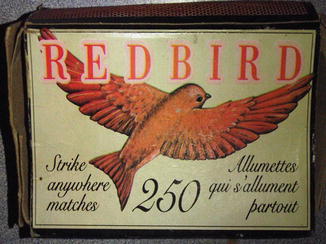 REDBIRD
Strike
anywhere
matches
250
Allumettes
qui s'allument
partout